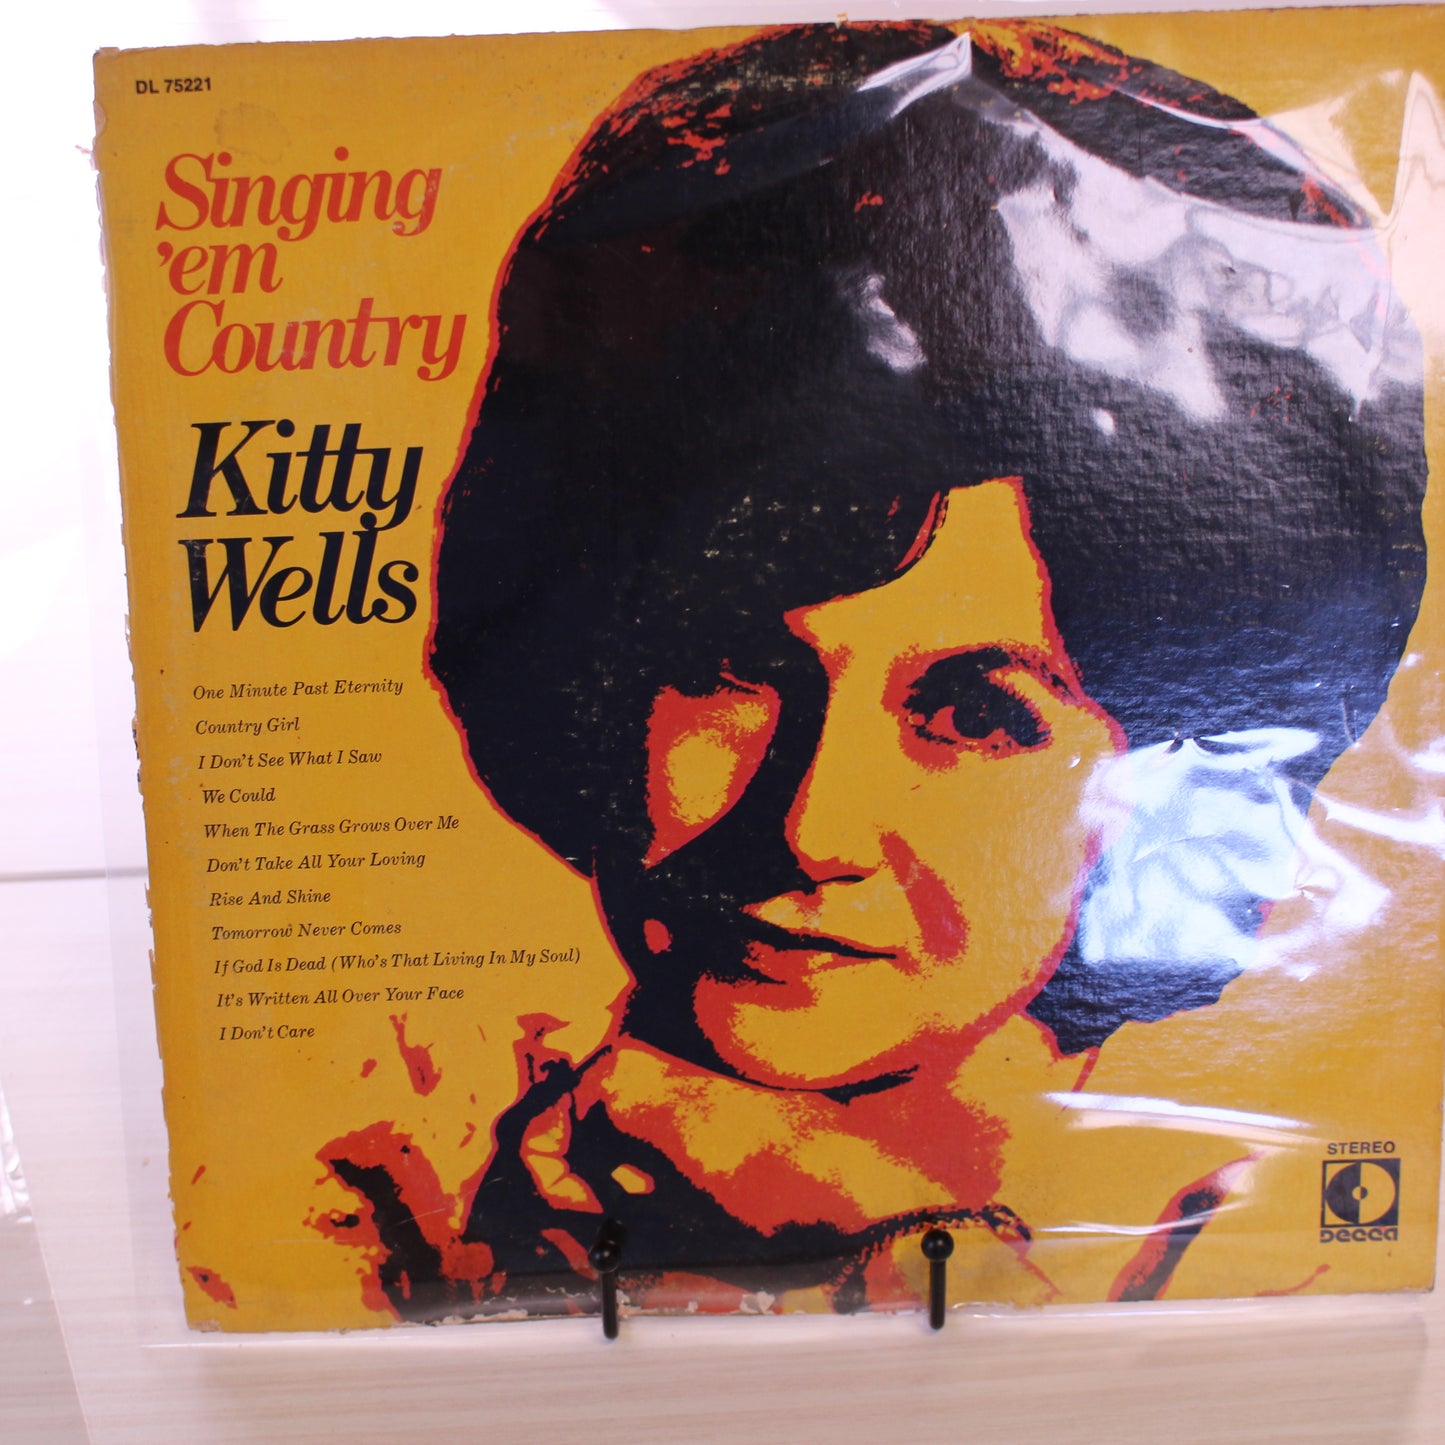 DL 75221
Singing
'em
Country
Kitty
Wells
One Minute Past Eternity
Country Girl
I Don't See What I Saw
We Could
When The Grass Grows Over Me
Don't Take All Your Loving
Rise And Shine
Tomorrow Never Comes
If God Is Dead (Who's That Living In My Soul)
It's Written All Over Your Face
I Don't Care
STEREO
DECCA